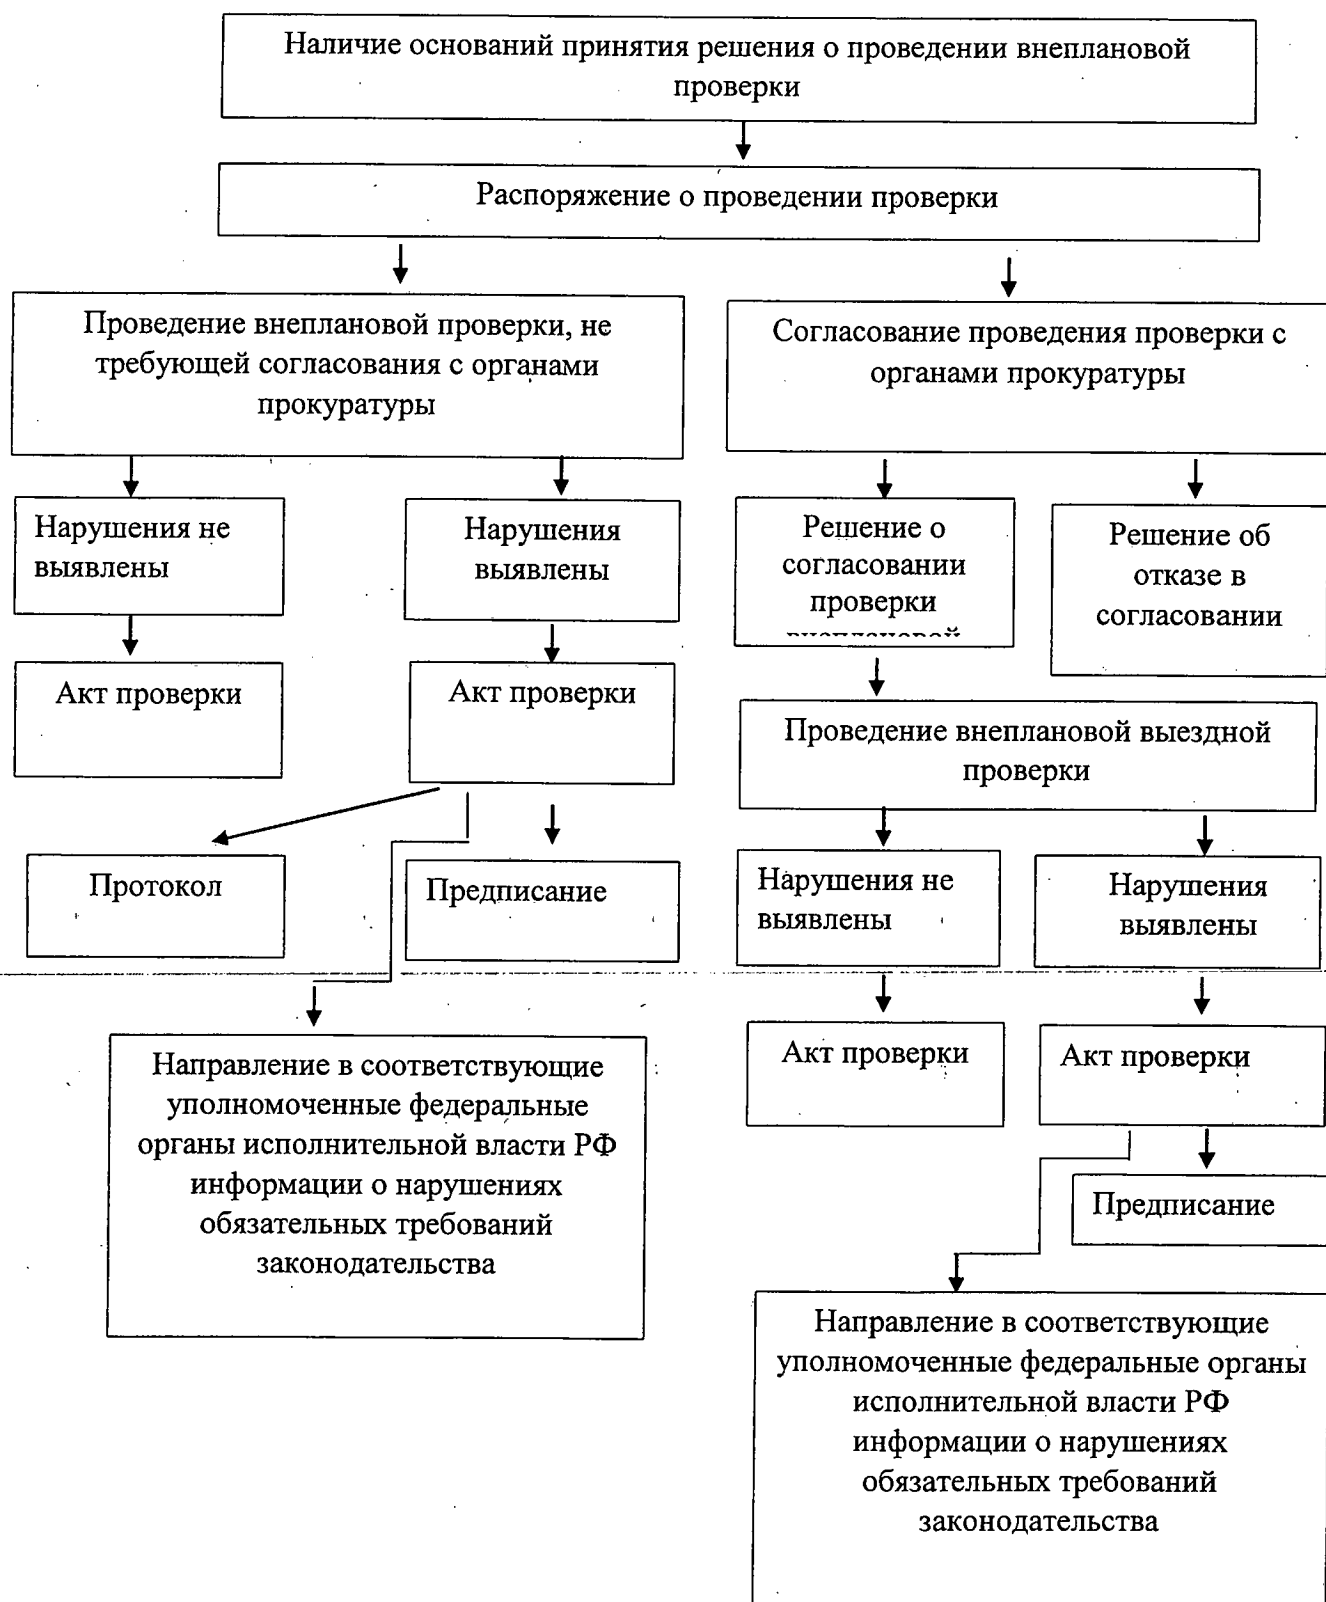 Наличие оснований принятия решения о проведении внеплановой
проверки
Распоряжение о проведении проверки
Проведение внеплановой проверки, не
требующей согласования с органами
прокуратуры
Согласование проведения проверки с
органами прокуратуры
Нарушения не
выявлены
Нарушения
выявлены
Решение о
согласовании
проверки
внеплановой
Решение об
отказе в
согласовании
Акт проверки
Акт проверки
Проведение внеплановой выездной
проверки
Протокол
Предписание
Нарушения не
выявлены
Нарушения
выявлены
Акт проверки
Акт проверки
Направление в соответствующие
уполномоченные федеральные
органы исполнительной власти РФ
информации о нарушениях
обязательных требований
законодательства
Предписание
Направление в соответствующие
уполномоченные федеральные органы
исполнительной власти РФ
информации о нарушениях
обязательных требований
законодательства